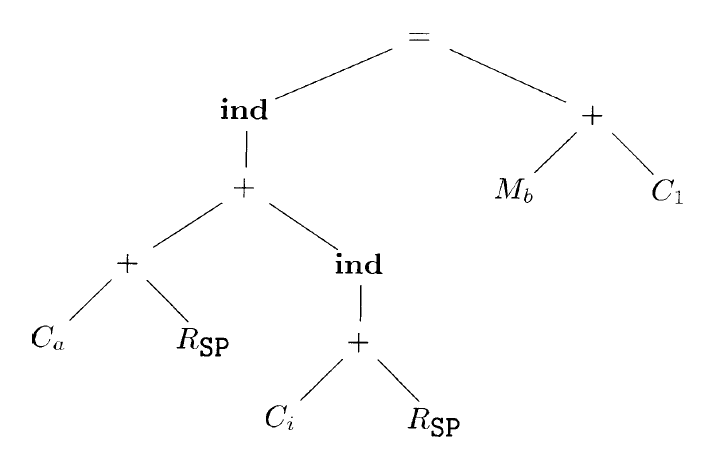 =
ind +
+ M_b C_1
+ ind
C_a R_SP +
C_i R_SP